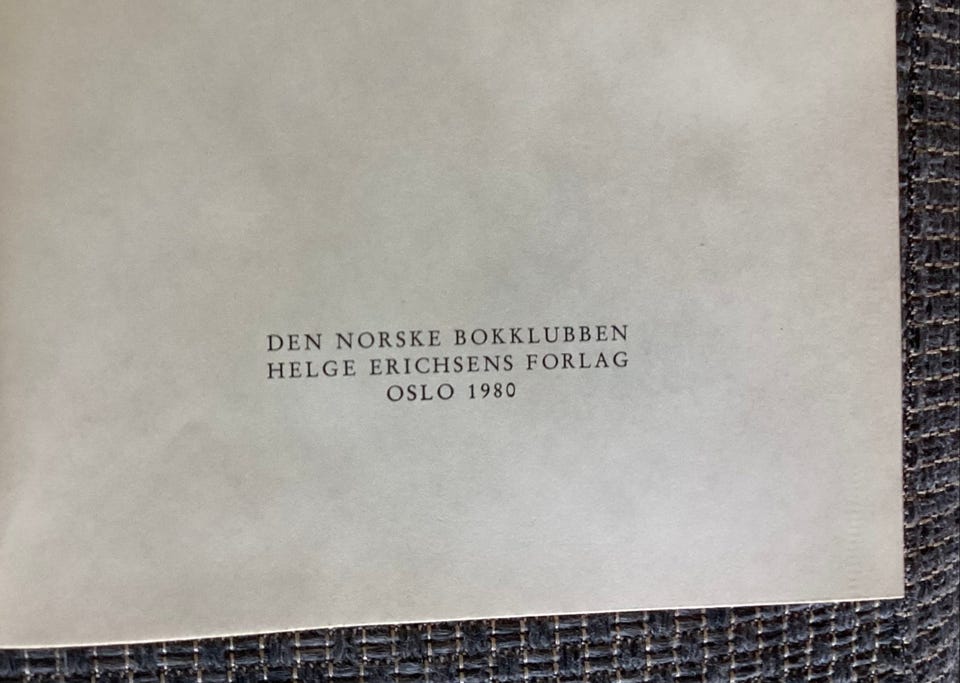 DEN NORSKE BOKKLUBBEN
HELGE ERICHSENS FORLAG
OSLO 1980